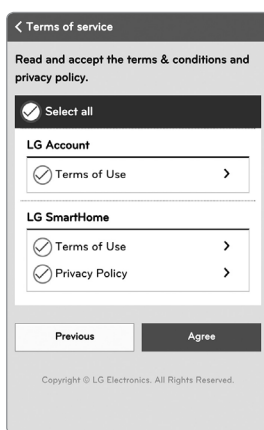 Terms of service
Read and accept the terms & conditions and
privacy policy.
Select all
LG Account
Terms of Use
LG SmartHome
Terms of Use
Privacy Policy
Previous
Agree
Copyright © LG Electronics. All Rights Reserved.